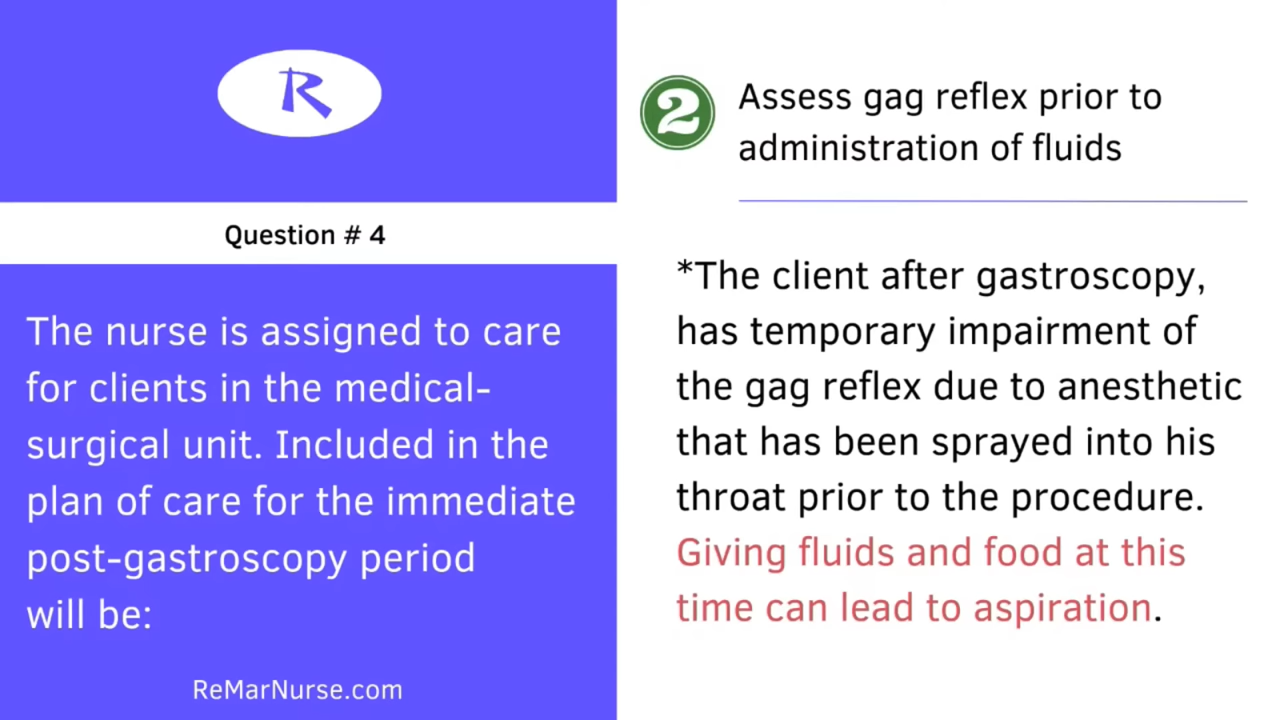 R
Question # 4
The nurse is assigned to care
for clients in the medical-
surgical unit. Included in the
plan of care for the immediate
post-gastroscopy period
will be:
ReMarNurse.com
2
Assess gag reflex prior to
administration of fluids
*The client after gastroscopy,
has temporary impairment of
the gag reflex due to anesthetic
that has been sprayed into his
throat prior to the procedure.
Giving fluids and food at this
time can lead to aspiration.